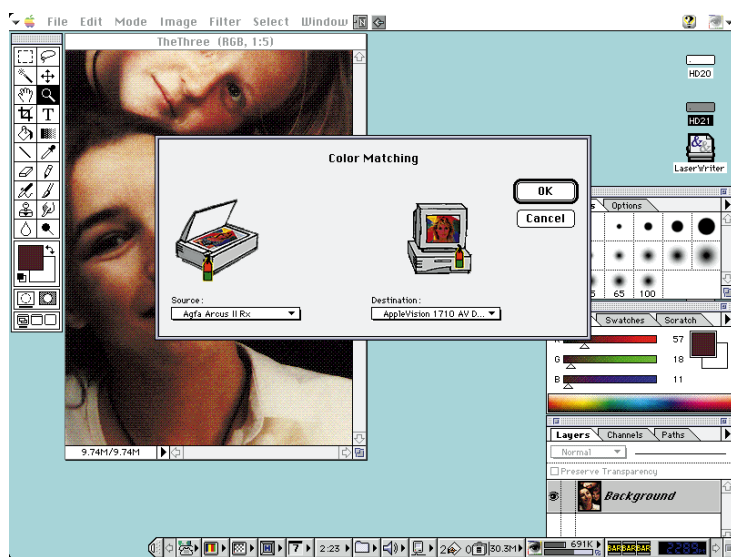 File Edit Mode Image Filter Select Window
TheThree (RGB, 1:5)
HD20
HD21
LaserWriter
Color Matching
OK
Cancel
Source:
Agfa Arcus II Rx
Destination:
AppleVision 1710 AV D...
Options
65 100
Swatches Scratch
57
G 18
B 11
Layers Channels Paths
Normal
Preserve Transparency
Background
9.74M/9.74M
2:23
30.3M
691K